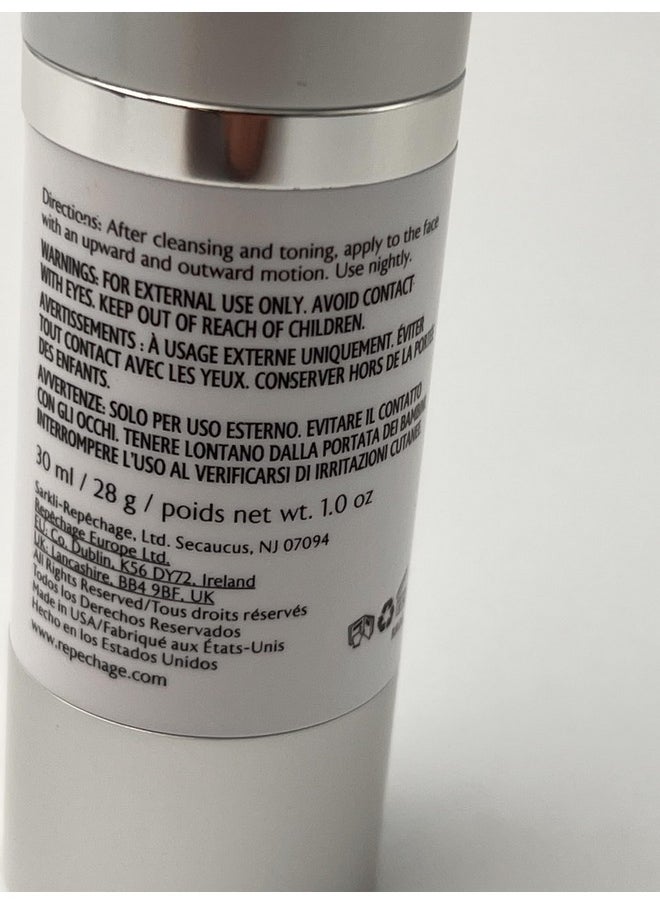 Directions: After cleansing and toning, apply to the face
with an upward and outward motion. Use nightly.
WARNINGS: FOR EXTERNAL USE ONLY. AVOID CONTACT
WITH EYES. KEEP OUT OF REACH OF CHILDREN.
AVERTISSEMENTS : À USAGE EXTERNE UNIQUEMENT. ÉVITER
TOUT CONTACT AVEC LES YEUX. CONSERVER HORS DE LA PORTÉE
DES ENFANTS.
AVVERTENZE: SOLO PER USO ESTERNO. EVITARE IL CONTATTO
CON GLI OCCHI. TENERE LONTANO DALLA PORTATA DEI BAMBINI
INTERROMPERE L'USO AL VERIFICARSI DI IRRITAZIONI CUTANEE
30 ml / 28 g / poids net wt. 1.0 oz
Sarkli-Repêchage, Ltd. Secaucus, NJ 07094
Repêchage Europe Ltd.
EU: Co. Dublin, K56 DY72, Ireland
UK: Lancashire, BB4 9BF, UK
All Rights Reserved/Tous droits réservés
Todos los Derechos Reservados
Made in USA/Fabriqué aux États-Unis
Hecho en los Estados Unidos
www.repechage.com